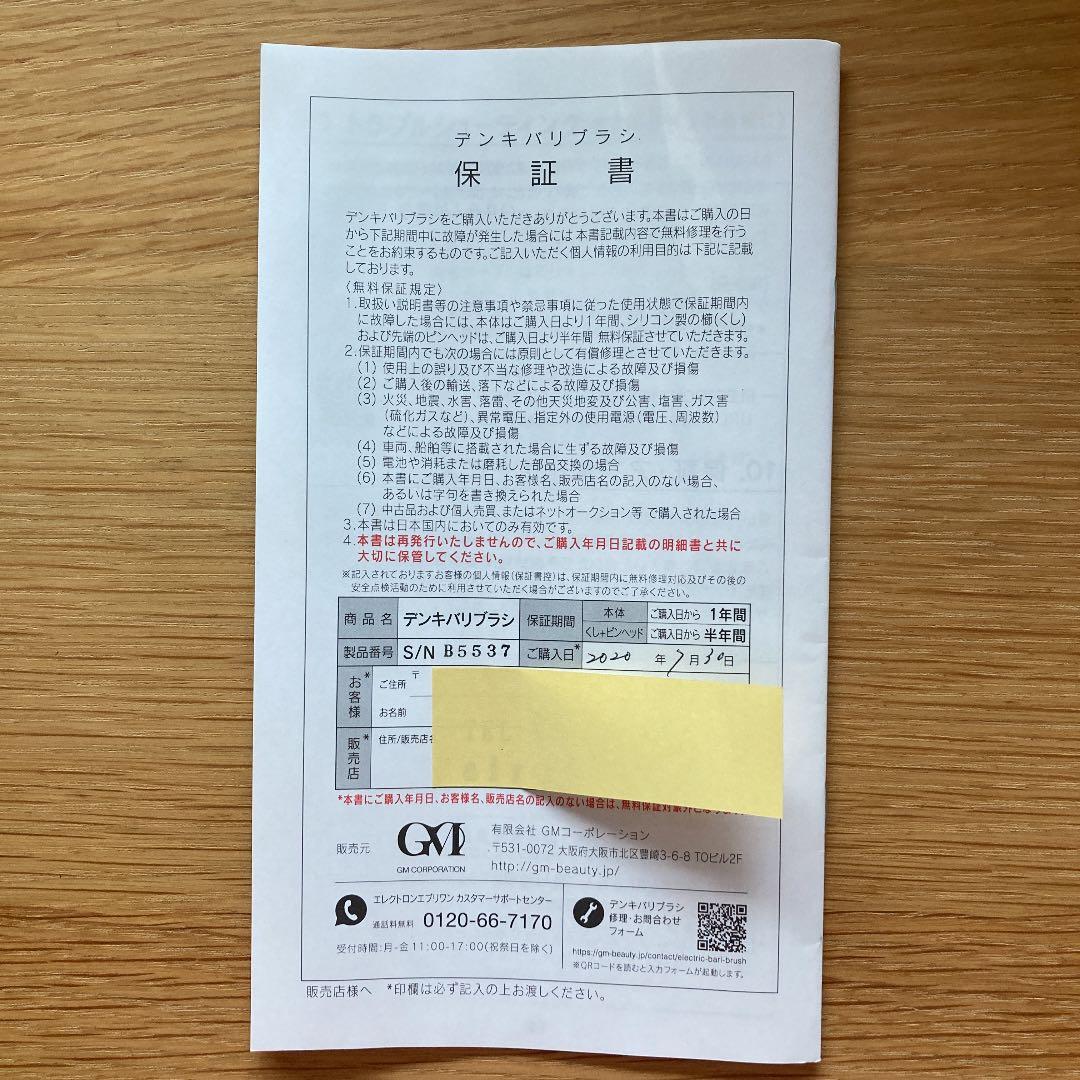 デンキバリブラシ
保証書
デンキバリブラシをご購入いただきありがとうございます。本書はご購入の日
から下記期間中に故障が発生した場合には 本書記載内容で無料修理を行う
ことをお約束するものです。ご記入いただく個人情報の利用目的は下記に記載
しております。
〈無料保証規定〉
1.取扱い説明書等の注意事項や禁忌事項に従った使用状態で保証期間内
に故障した場合には、本体はご購入日より1年間、シリコン製の櫛(くし)
および先端のピンヘッドは、ご購入日より半年間 無料保証させていただきます。
2.保証期間内でも次の場合には原則として有償修理とさせていただきます。
(1) 使用上の誤り及び不当な修理や改造による故障及び損傷
(2) ご購入後の輸送、落下などによる故障及び損傷
(3) 火災、地震、水害、落雷、その他天災地変及び公害、塩害、ガス害
(硫化ガスなど)、異常電圧、指定外の使用電源(電圧、周波数)
などによる故障及び損傷
(4) 車両、船舶等に搭載された場合に生ずる故障及び損傷
(5) 電池や消耗または磨耗した部品交換の場合
(6) 本書にご購入年月日、お客様名、販売店名の記入のない場合、
あるいは字句を書き換えられた場合
(7) 中古品および個人売買、またはネットオークション等 で購入された場合
3.本書は日本国内においてのみ有効です。
4.本書は再発行いたしませんので、ご購入年月日記載の明細書と共に
大切に保管してください。
※記入されておりますお客様の個人情報(保証書控)は、保証期間内に無料修理対応及びその後の
安全点検活動のために利用させていただく場合がございますのでご了承ください。
商品名 デンキバリブラシ 保証期間 本体 ご購入日から 1年間
くし+ピンヘッド ご購入日から 半年間
製品番号 S/N B5537 ご購入日* 2020 年 7 月 30 日
お客様* ご住所 〒
お名前
販売店* 住所/販売店名
*本書にご購入年月日、お客様名、販売店名の記入のない場合は、無料保証対象外となります。
販売元 GM GM CORPORATION
有限会社 GMコーポレーション
〒531-0072 大阪府大阪市北区豊崎3-6-8 TOビル2F
http://gm-beauty.jp/
エレクトロンエブリワン カスタマーサポートセンター
通話料無料 0120-66-7170
受付時間:月-金 11:00-17:00(祝祭日を除く)
デンキバリブラシ
修理・お問合わせ
フォーム
https://gm-beauty.jp/contact/electric-bari-brush
※QRコードを読むと入力フォームが起動します。
販売店様へ *印欄は必ず記入の上お渡しください。